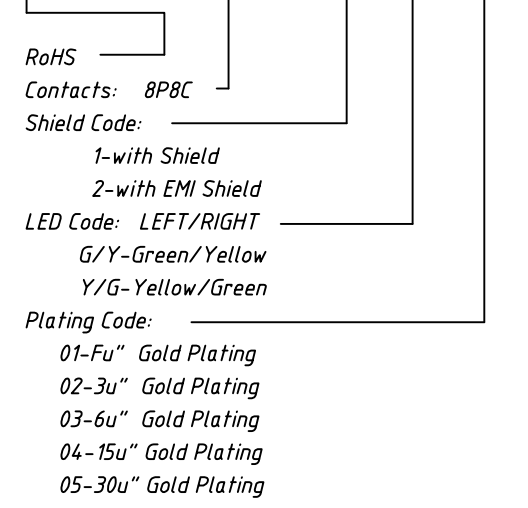 RoHS
Contacts: 8P8C
Shield Code:
1-with Shield
2-with EMI Shield
LED Code: LEFT/RIGHT
G/Y-Green/Yellow
Y/G-Yellow/Green
Plating Code:
01-Fu" Gold Plating
02-3u" Gold Plating
03-6u" Gold Plating
04-15u" Gold Plating
05-30u" Gold Plating